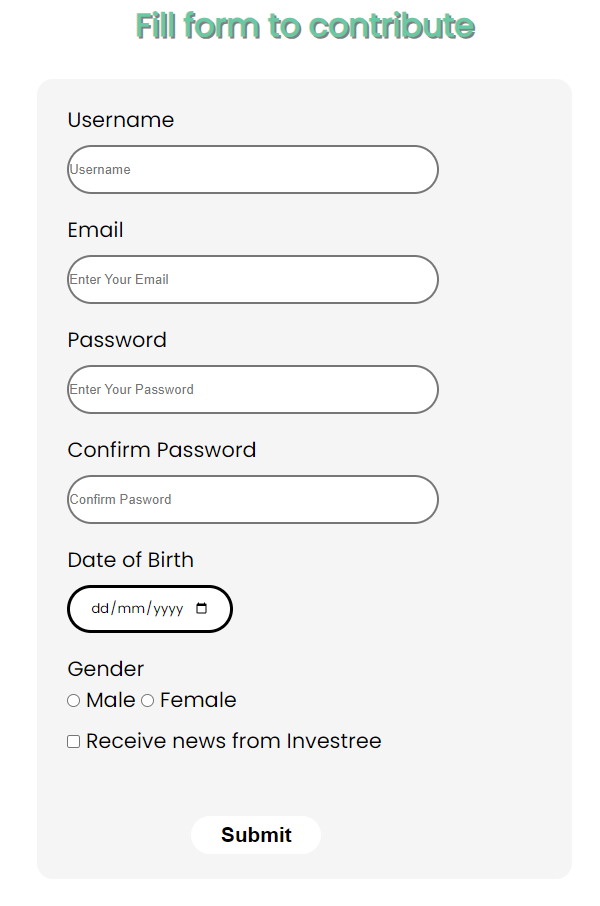 Fill form to contribute
Username
Username
Email
Enter Your Email
Password
Enter Your Password
Confirm Password
Confirm Pasword
Date of Birth
dd/mm/yyyy
Gender
Male Female
Receive news from Investree
Submit